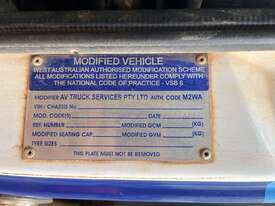 MODIFIED VEHICLE
WEST AUSTRALIAN AUTHORISED MODIFICATION SCHEME
ALL MODIFICATIONS LISTED HEREUNDER COMPLY WITH
THE NATIONAL CODE OF PRACTICE - VSB 6
MODIFIER AV TRUCK SERVICES PTY LTD AUTH. CODE M2WA
VIN / CHASSIS No
MOD. CODE(S) DATE
REF. NUMBER MODIFIED GCM (KG)
MODIFIED SEATING CAP. MODIFIED GVM (KG)
TYRE SIZES
THIS PLATE MUST NOT BE REMOVED